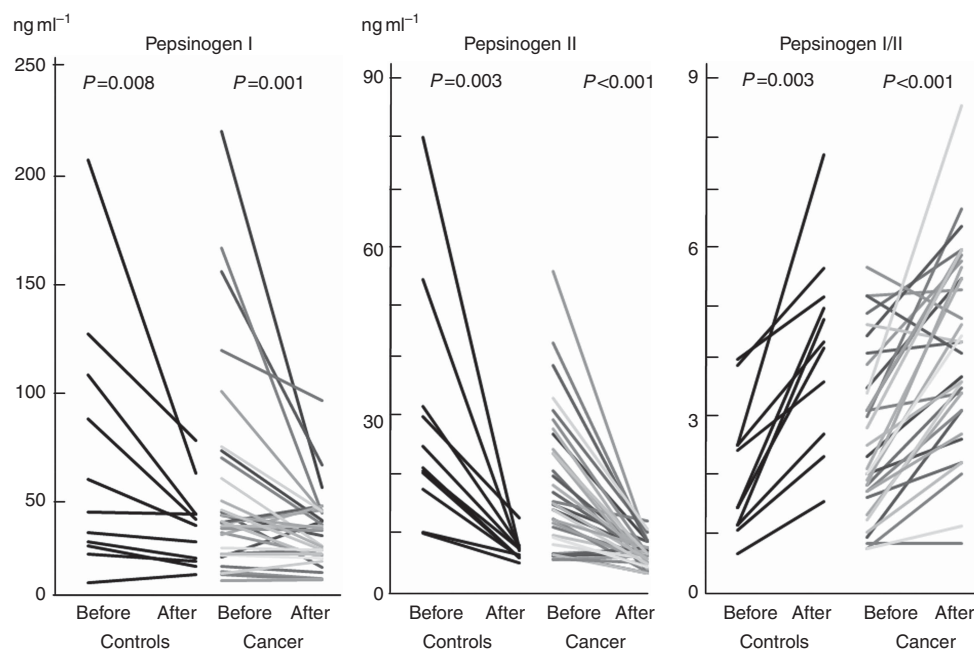 ng ml⁻¹
Pepsinogen I
250
200
150
100
50
0
P=0.008
P=0.001
Before After Before After
Controls Cancer
ng ml⁻¹
Pepsinogen II
90
60
30
0
P=0.003
P<0.001
Before After Before After
Controls Cancer
Pepsinogen I/II
9
6
3
0
P=0.003
P<0.001
Before After Before After
Controls Cancer